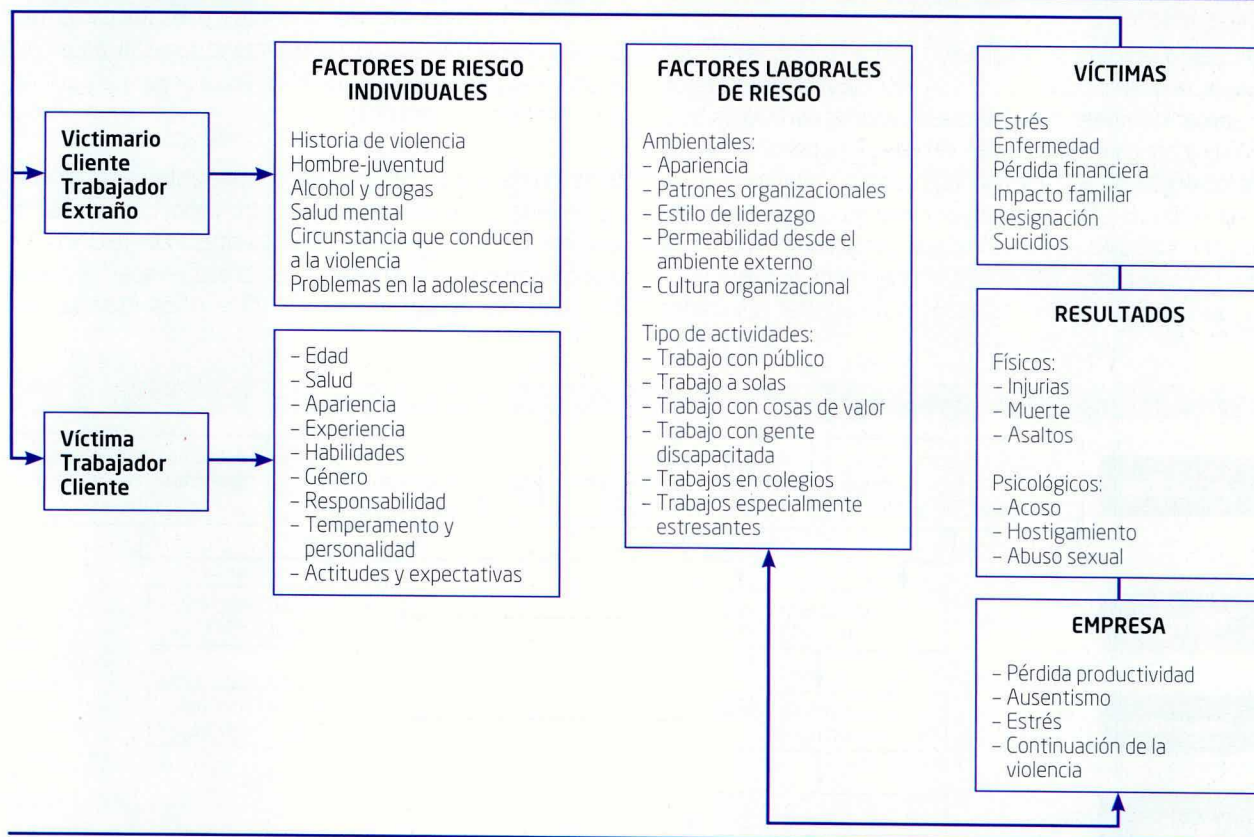 Victimario
Cliente
Trabajador
Extraño
Víctima
Trabajador
Cliente
FACTORES DE RIESGO
INDIVIDUALES
Historia de violencia
Hombre-juventud
Alcohol y drogas
Salud mental
Circunstancia que conducen
a la violencia
Problemas en la adolescencia
– Edad
– Salud
– Apariencia
– Experiencia
– Habilidades
– Género
– Responsabilidad
– Temperamento y
personalidad
– Actitudes y expectativas
FACTORES LABORALES
DE RIESGO
Ambientales:
– Apariencia
– Patrones organizacionales
– Estilo de liderazgo
– Permeabilidad desde el
ambiente externo
– Cultura organizacional
Tipo de actividades:
– Trabajo con público
– Trabajo a solas
– Trabajo con cosas de valor
– Trabajo con gente
discapacitada
– Trabajos en colegios
– Trabajos especialmente
estresantes
VÍCTIMAS
Estrés
Enfermedad
Pérdida financiera
Impacto familiar
Resignación
Suicidios
RESULTADOS
Físicos:
– Injurias
– Muerte
– Asaltos
Psicológicos:
– Acoso
– Hostigamiento
– Abuso sexual
EMPRESA
– Pérdida productividad
– Ausentismo
– Estrés
– Continuación de la
violencia